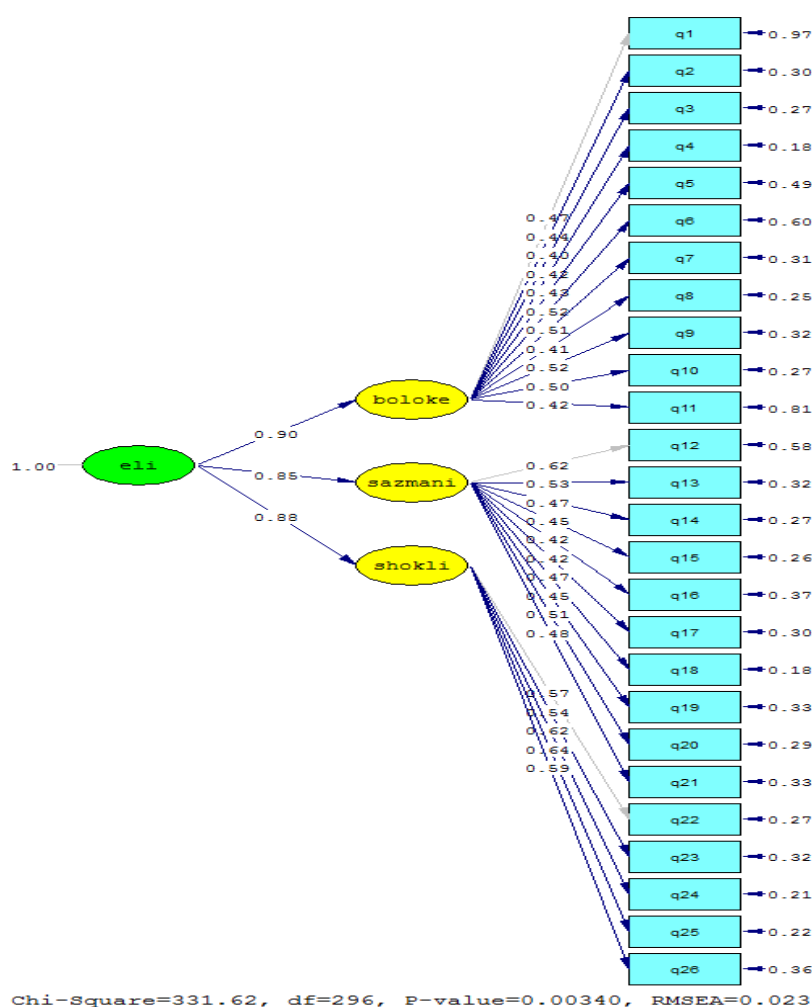 q1 0.97
q2 0.30
q3 0.27
q4 0.18
q5 0.49
q6 0.60
q7 0.31
q8 0.25
q9 0.32
q10 0.27
q11 0.81
q12 0.58
q13 0.32
q14 0.27
q15 0.26
q16 0.37
q17 0.30
q18 0.18
q19 0.33
q20 0.29
q21 0.33
q22 0.27
q23 0.32
q24 0.21
q25 0.22
q26 0.36
0.47
0.44
0.40
0.42
0.43
0.52
0.51
0.41
0.52
0.50
0.42
0.62
0.53
0.47
0.45
0.42
0.42
0.47
0.45
0.51
0.48
0.57
0.54
0.62
0.64
0.59
boloke
sazmani
shokli
0.90
0.85
0.88
1.00 eli
Chi-Square=331.62, df=296, P-value=0.00340, RMSEA=0.023